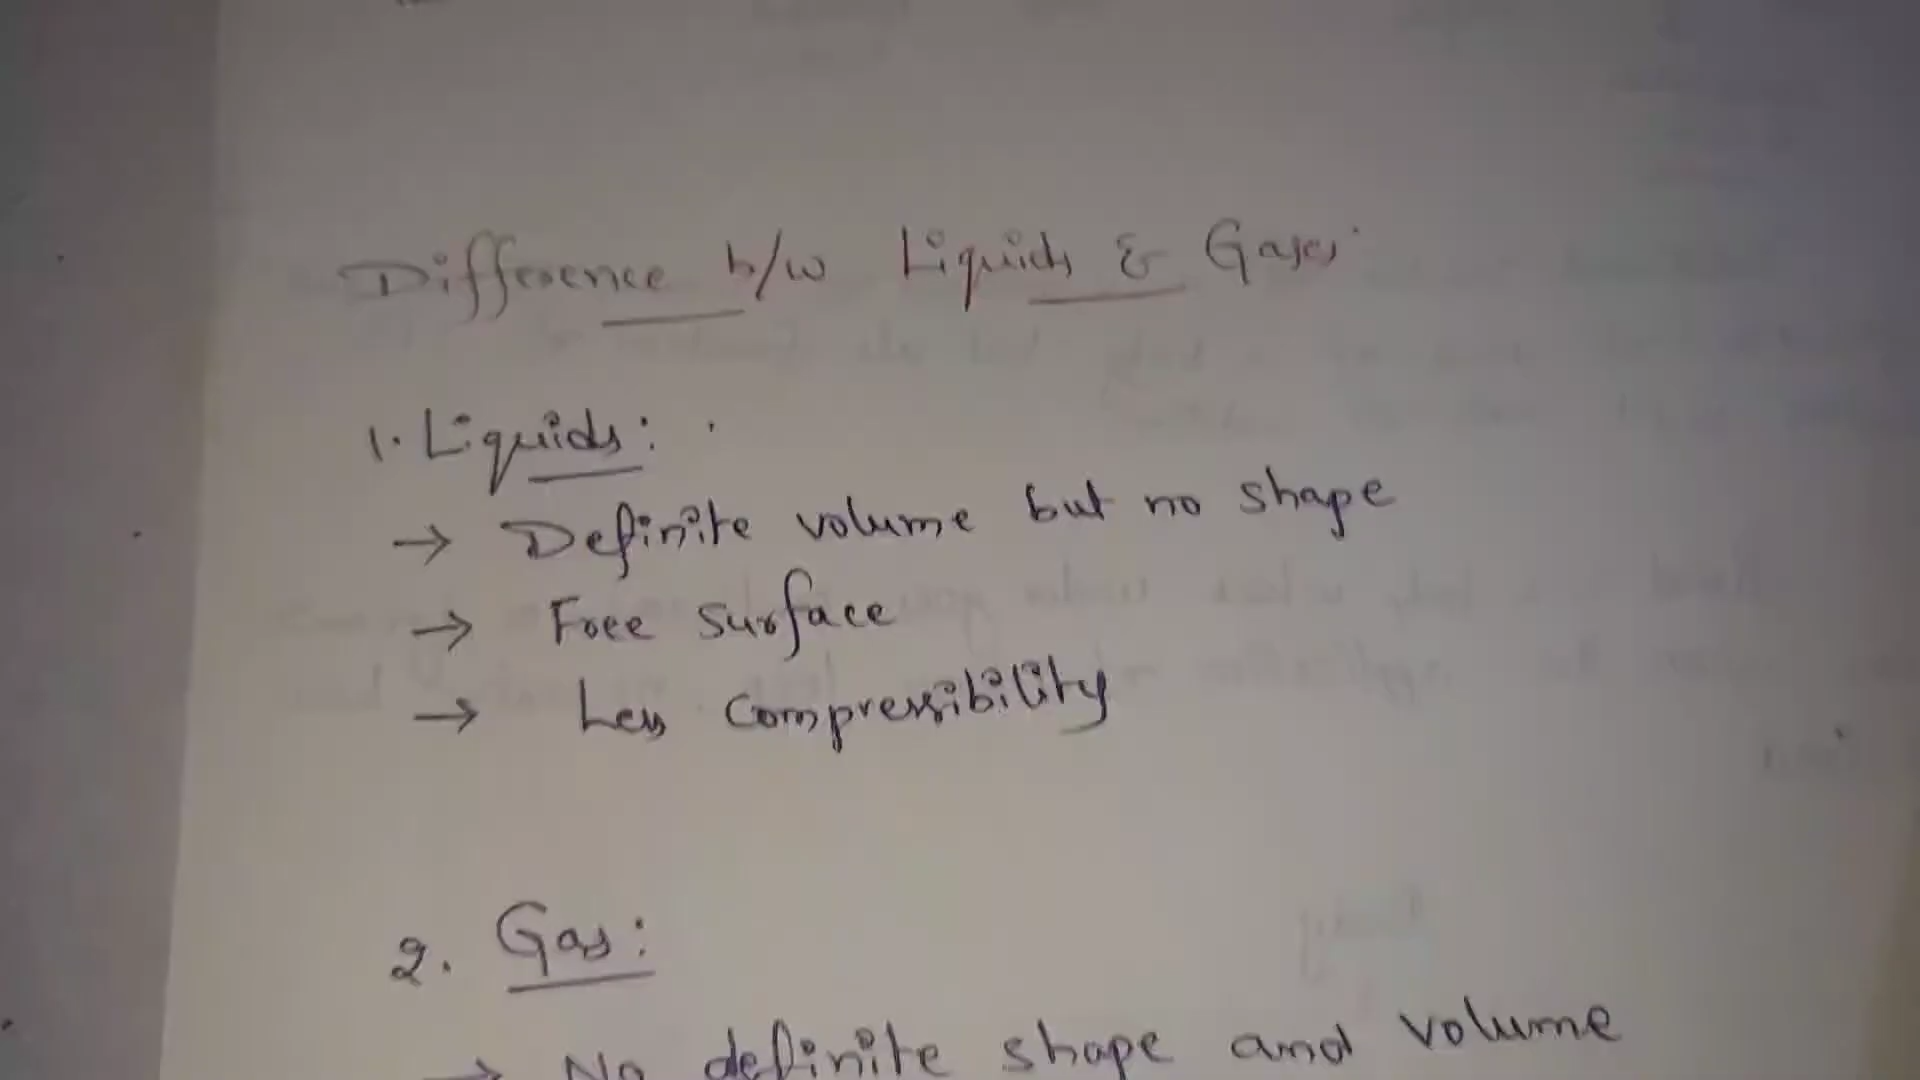 Difference b/w Liquids & Gases
1. Liquids:
→ Definite volume but no shape
→ Free surface
→ Less compressibility
2. Gas:
→ No definite shape and volume